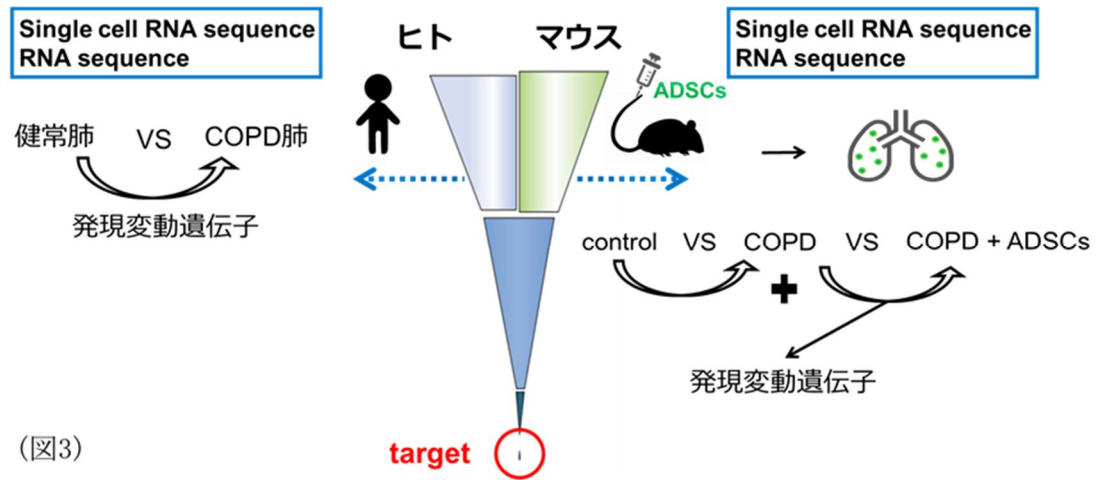 Single cell RNA sequence
RNA sequence
健常肺 VS COPD肺
発現変動遺伝子
ヒト マウス
ADSCs
Single cell RNA sequence
RNA sequence
control VS COPD VS COPD + ADSCs
+
発現変動遺伝子
target
(図3)